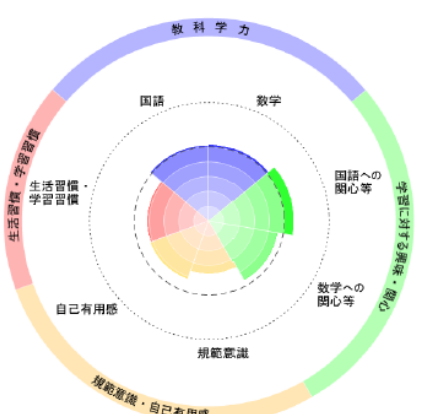 教科学力
国語
数学
生活習慣・学習習慣
生活習慣・
学習習慣
国語への
関心等
学習に対する興味・関心
数学への
関心等
自己有用感
規範意識
規範意識・自己有用感